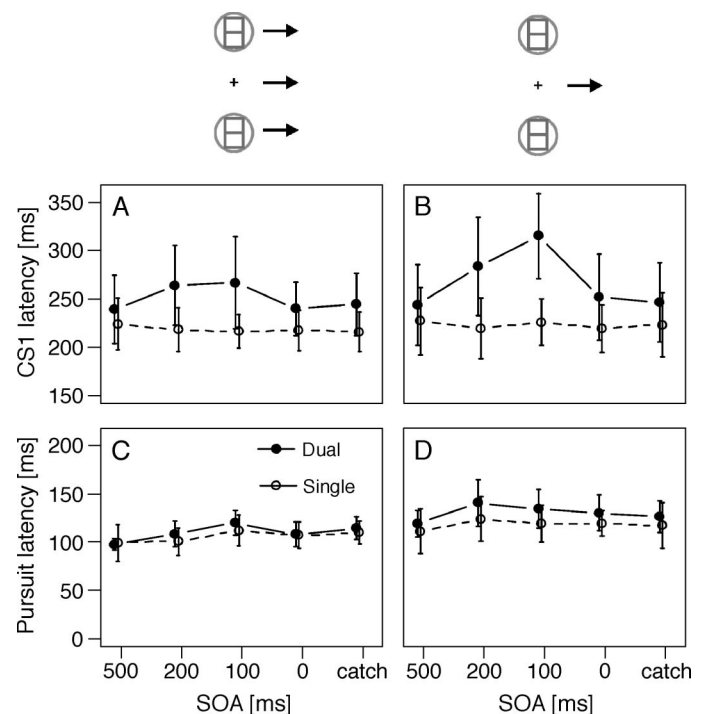 A
B
350
300
250
200
150
CS1 latency [ms]
C
D
Dual
Single
200
150
100
50
0
Pursuit latency [ms]
500 200 100 0 catch
500 200 100 0 catch
SOA [ms]
SOA [ms]